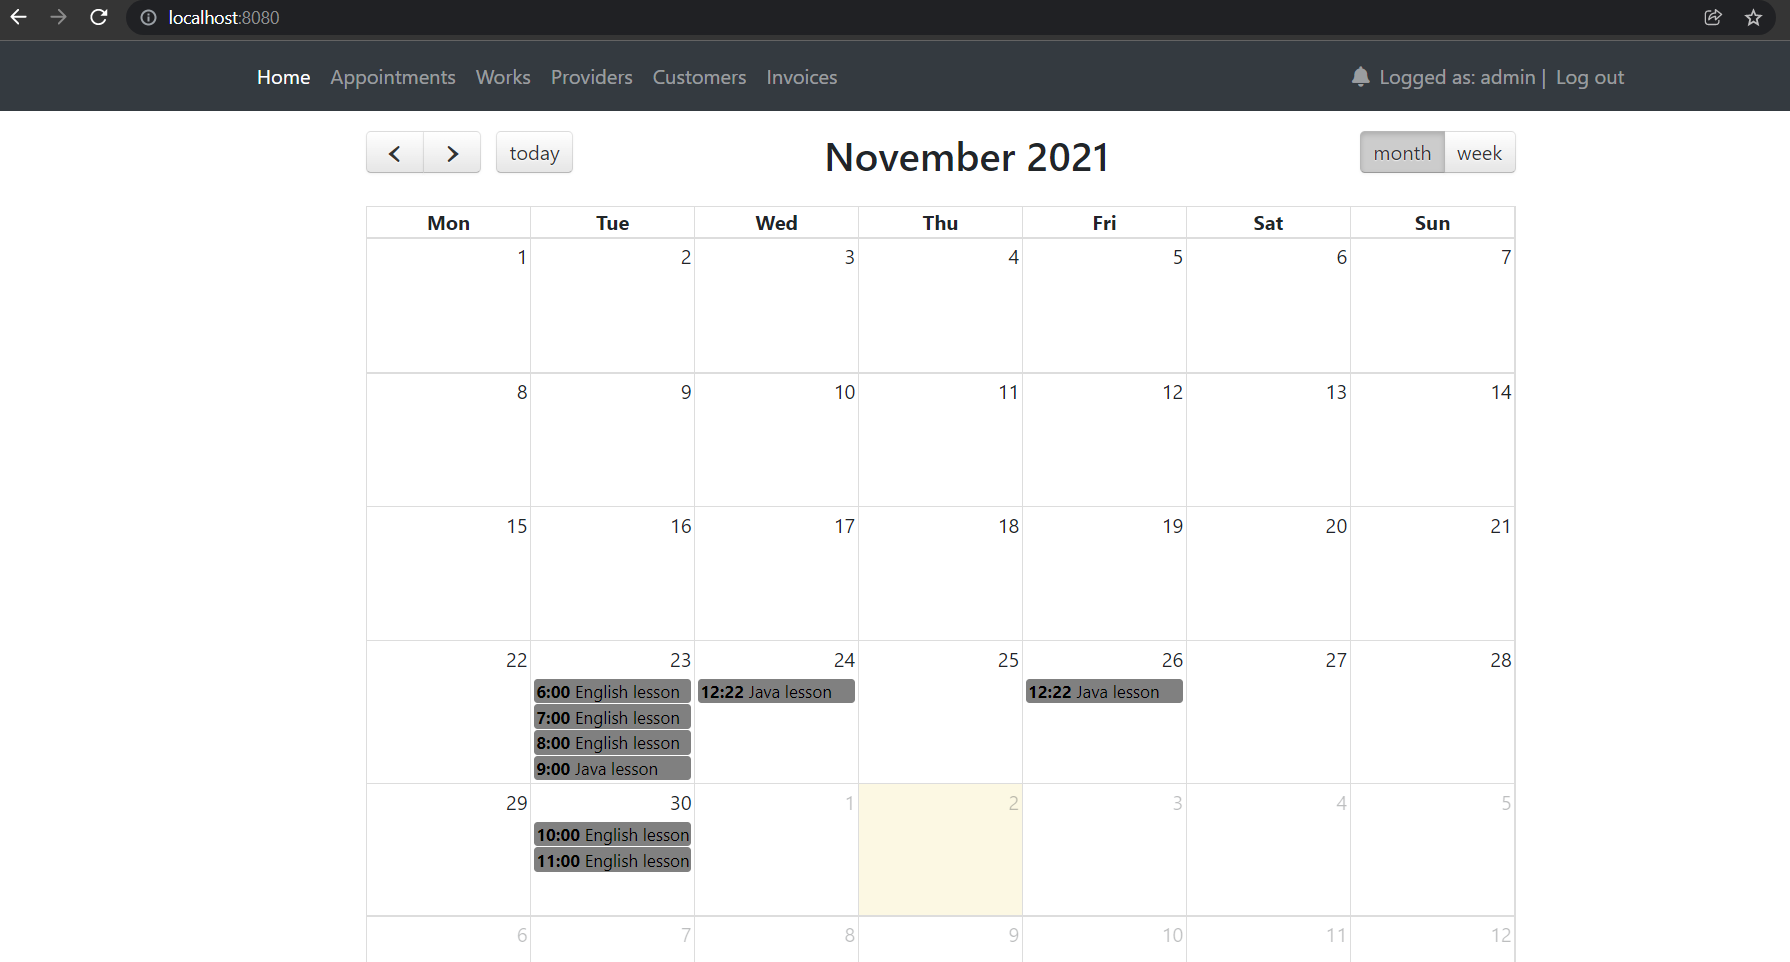 localhost:8080
Home Appointments Works Providers Customers Invoices Logged as: admin | Log out
today November 2021 month week
Mon Tue Wed Thu Fri Sat Sun
1 2 3 4 5 6 7
8 9 10 11 12 13 14
15 16 17 18 19 20 21
22 23 24 25 26 27 28
6:00 English lesson 12:22 Java lesson 12:22 Java lesson
7:00 English lesson
8:00 English lesson
9:00 Java lesson
29 30 1 2 3 4 5
10:00 English lesson
11:00 English lesson
6 7 8 9 10 11 12